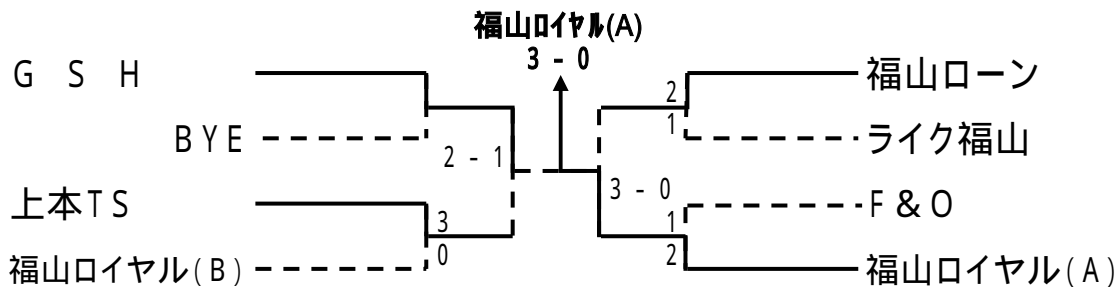 福山ロイヤル(A)
3 - 0
G S H
2
福山ローン
1
BYE
ライク福山
2 - 1
上本TS
3 - 0
F & O
3
1
0
2
福山ロイヤル(B)
福山ロイヤル(A)